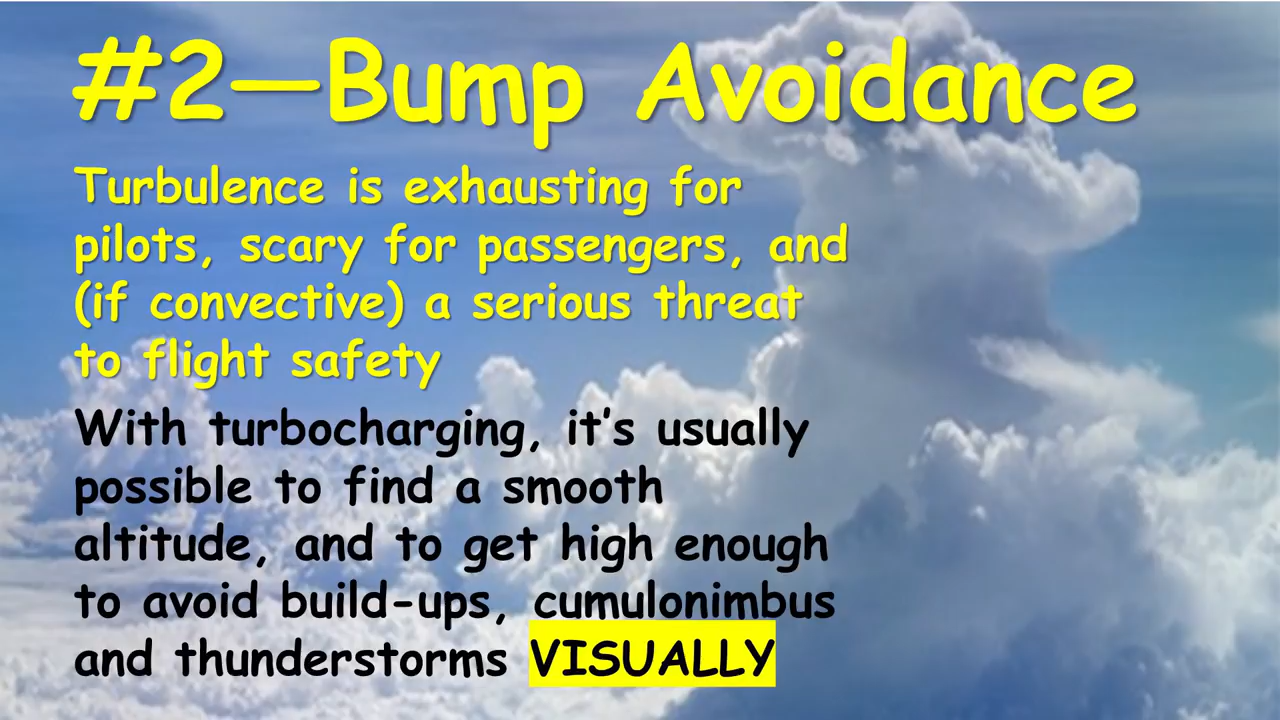 #2—Bump Avoidance
Turbulence is exhausting for
pilots, scary for passengers, and
(if convective) a serious threat
to flight safety
With turbocharging, it’s usually
possible to find a smooth
altitude, and to get high enough
to avoid build-ups, cumulonimbus
and thunderstorms VISUALLY